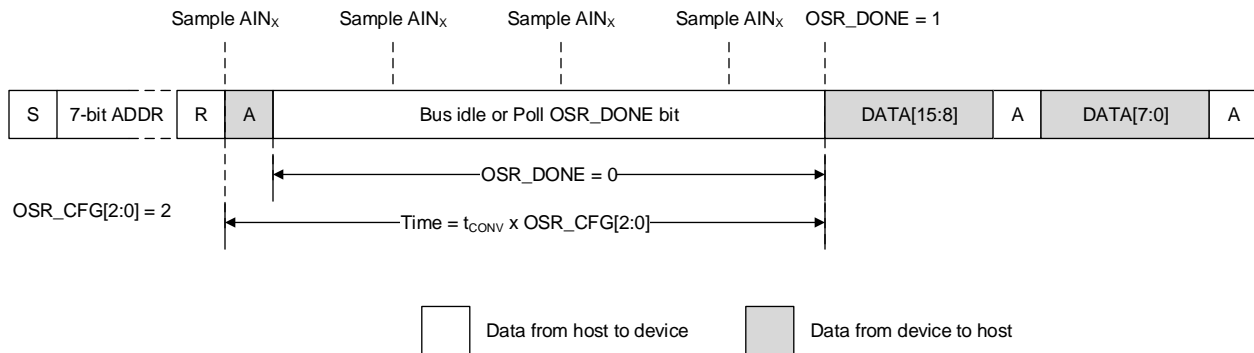 Sample AINX Sample AINX Sample AINX Sample AINX OSR_DONE = 1
S 7-bit ADDR R A Bus idle or Poll OSR_DONE bit DATA[15:8] A DATA[7:0] A
OSR_DONE = 0
OSR_CFG[2:0] = 2 Time = tCONV x OSR_CFG[2:0]
Data from host to device Data from device to host